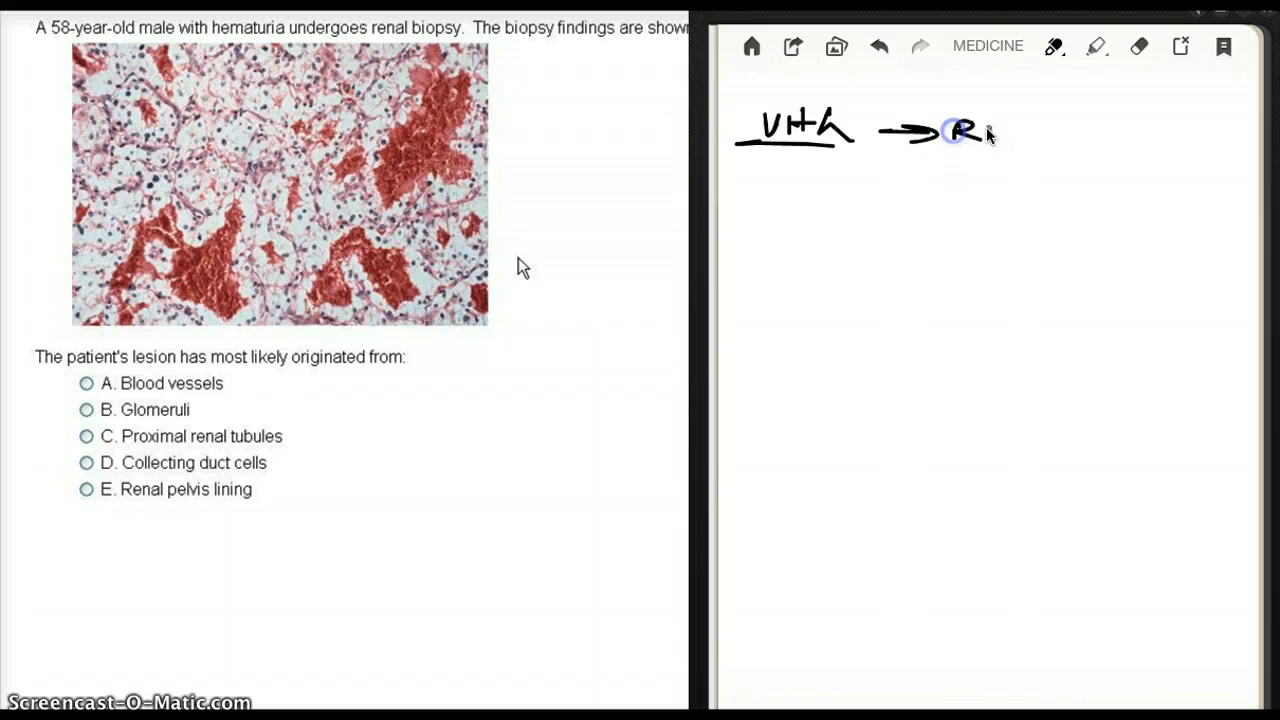 A 58-year-old male with hematuria undergoes renal biopsy. The biopsy findings are shown
MEDICINE
VHL → R
The patient's lesion has most likely originated from:
A. Blood vessels
B. Glomeruli
C. Proximal renal tubules
D. Collecting duct cells
E. Renal pelvis lining
Screencast-O-Matic.com